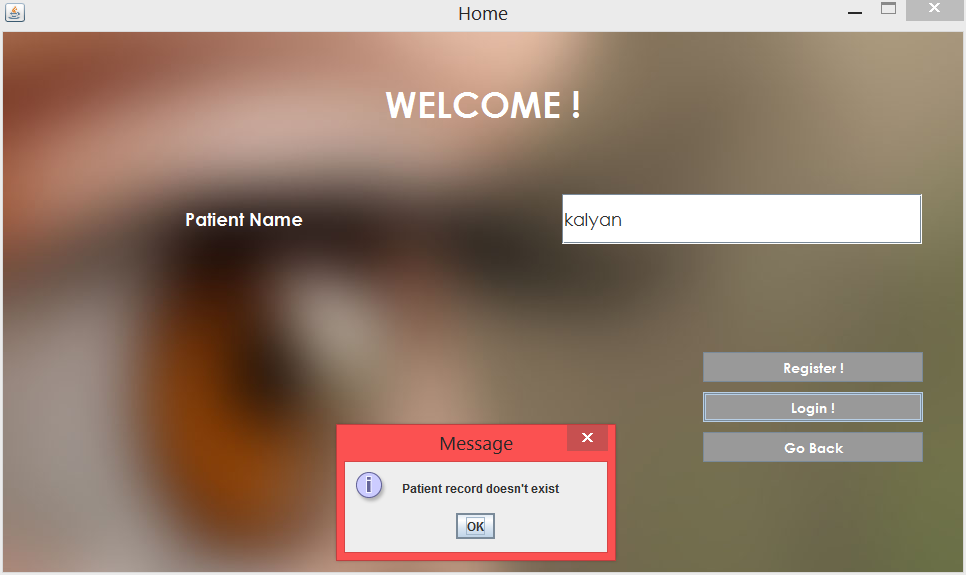 Home
WELCOME !
Patient Name
kalyan
Register !
Login !
Go Back
Message
Patient record doesn't exist
OK